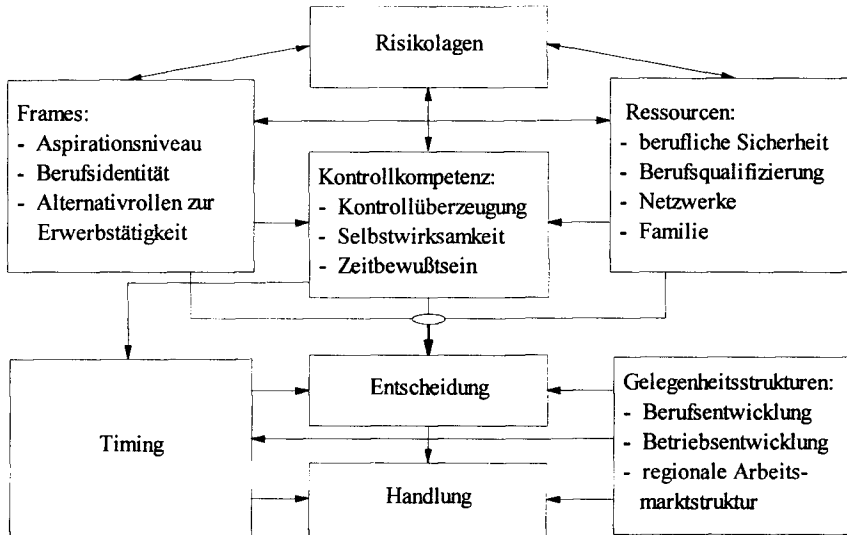 Risikolagen
Frames:
- Aspirationsniveau
- Berufsidentität
- Alternativrollen zur
Erwerbstätigkeit
Kontrollkompetenz:
- Kontrollüberzeugung
- Selbstwirksamkeit
- Zeitbewußtsein
Ressourcen:
- berufliche Sicherheit
- Berufsqualifizierung
- Netzwerke
- Familie
Timing
Entscheidung
Handlung
Gelegenheitsstrukturen:
- Berufsentwicklung
- Betriebsentwicklung
- regionale Arbeits-
marktstruktur